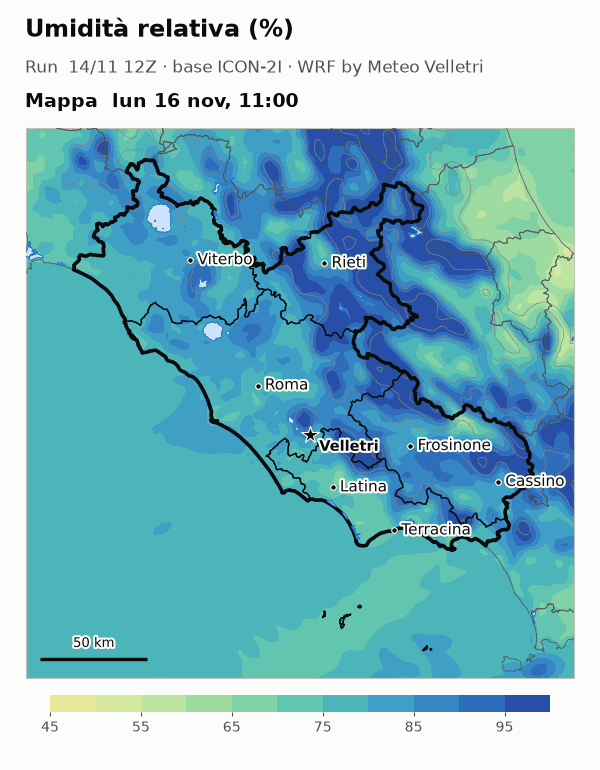 Umidità relativa (%)
Run  14/11 12Z · base ICON-2I · WRF by Meteo Velletri
Mappa  lun 16 nov, 11:00
Viterbo
Rieti
Roma
Velletri
Frosinone
Cassino
Latina
Terracina
50 km
45 55 65 75 85 95